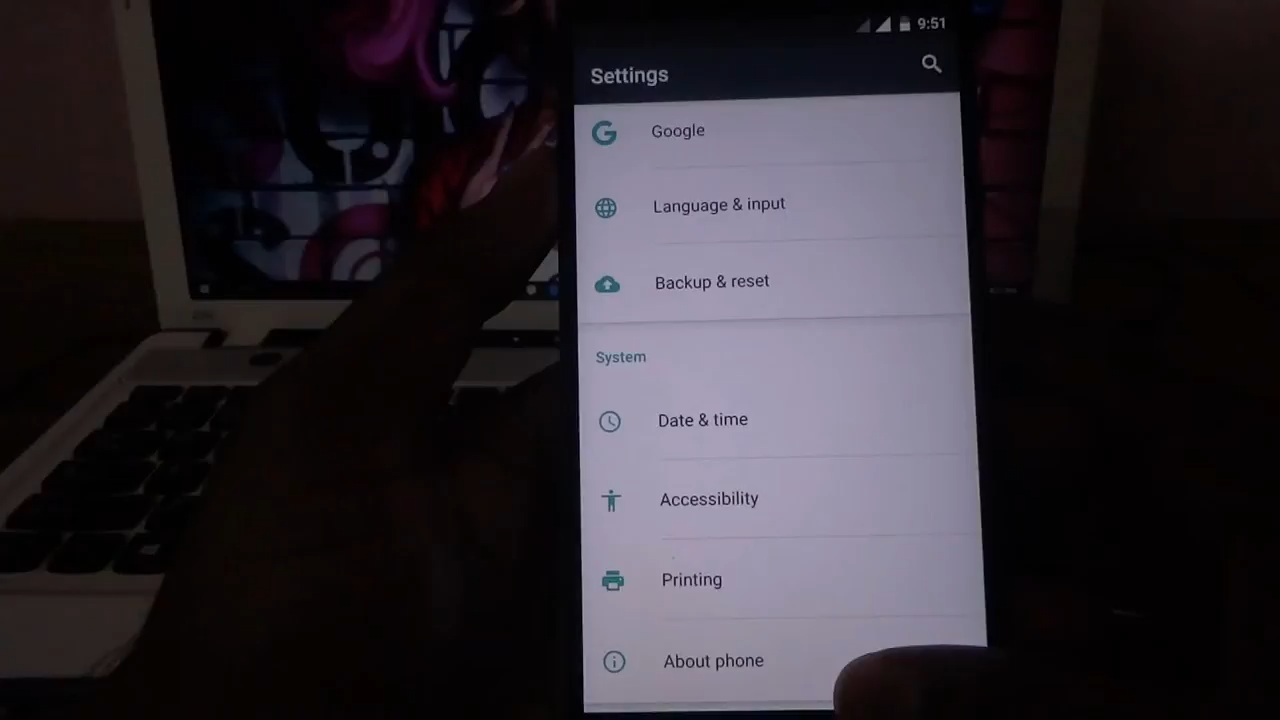 9:51
Settings
Google
Language & input
Backup & reset
System
Date & time
Accessibility
Printing
About phone